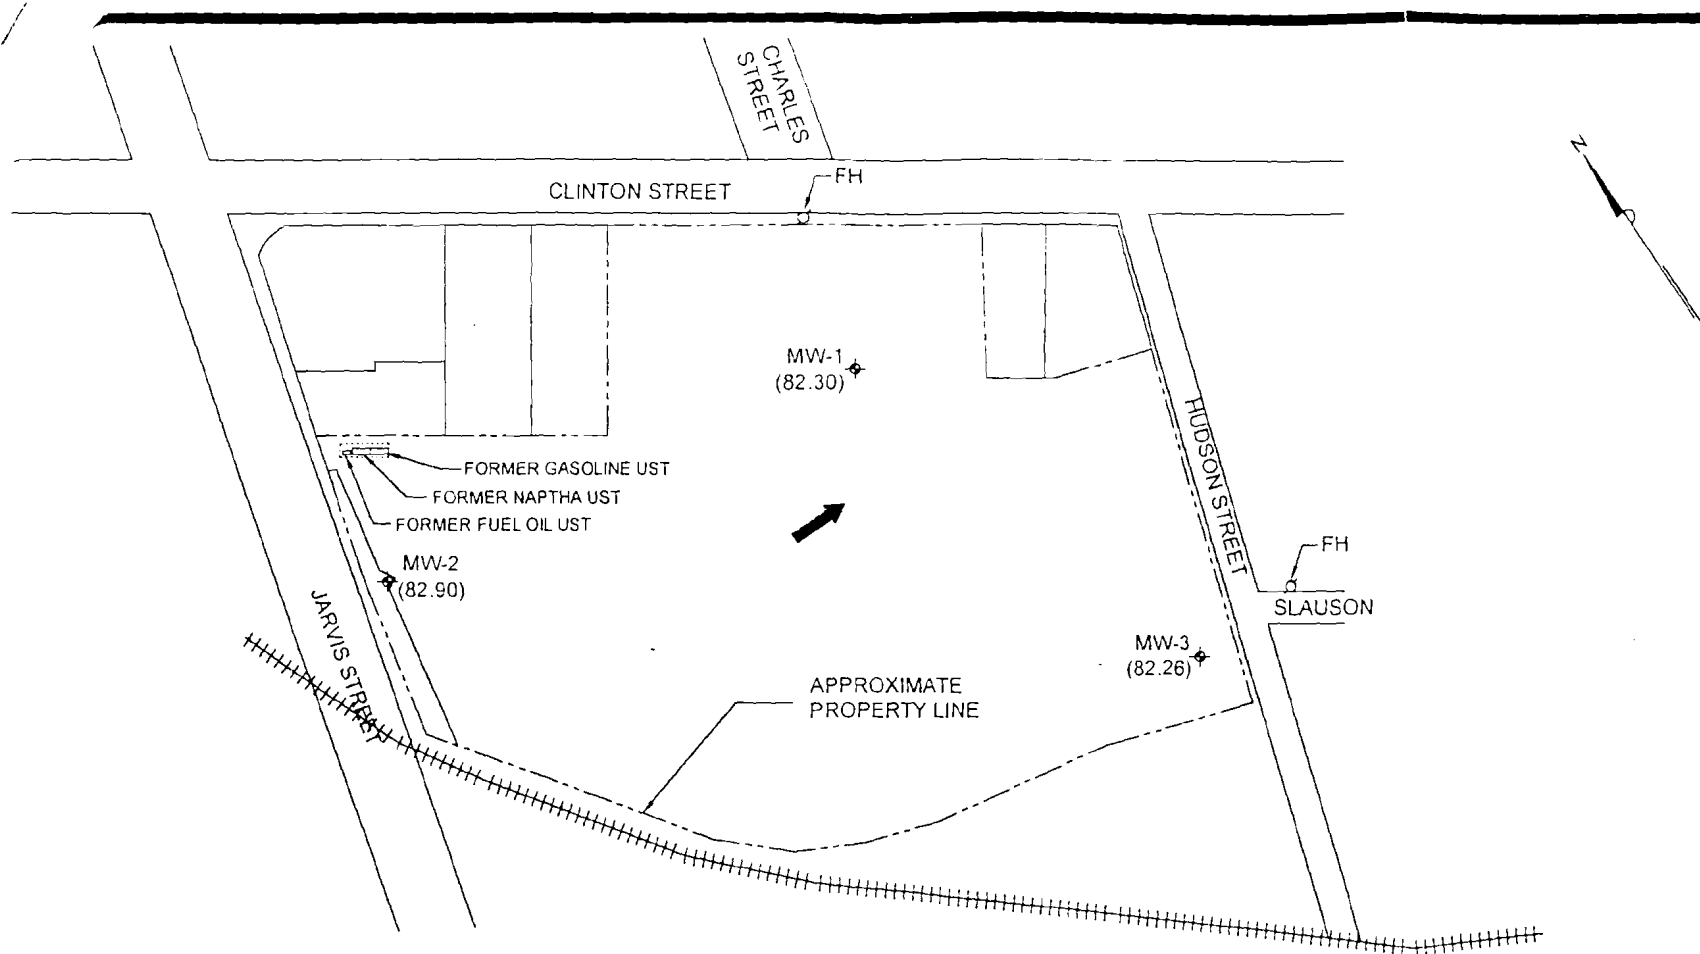 CHARLES
STREET
N
CLINTON STREET
FH
MW-1
(82.30)
HUDSON STREET
FORMER GASOLINE UST
FORMER NAPTHA UST
FORMER FUEL OIL UST
MW-2
(82.90)
FH
SLAUSON
JARVIS STREET
MW-3
(82.26)
APPROXIMATE
PROPERTY LINE